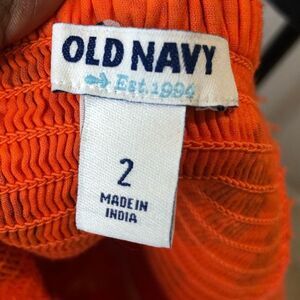 OLD NAVY
Est. 1994
2
MADE IN
INDIA